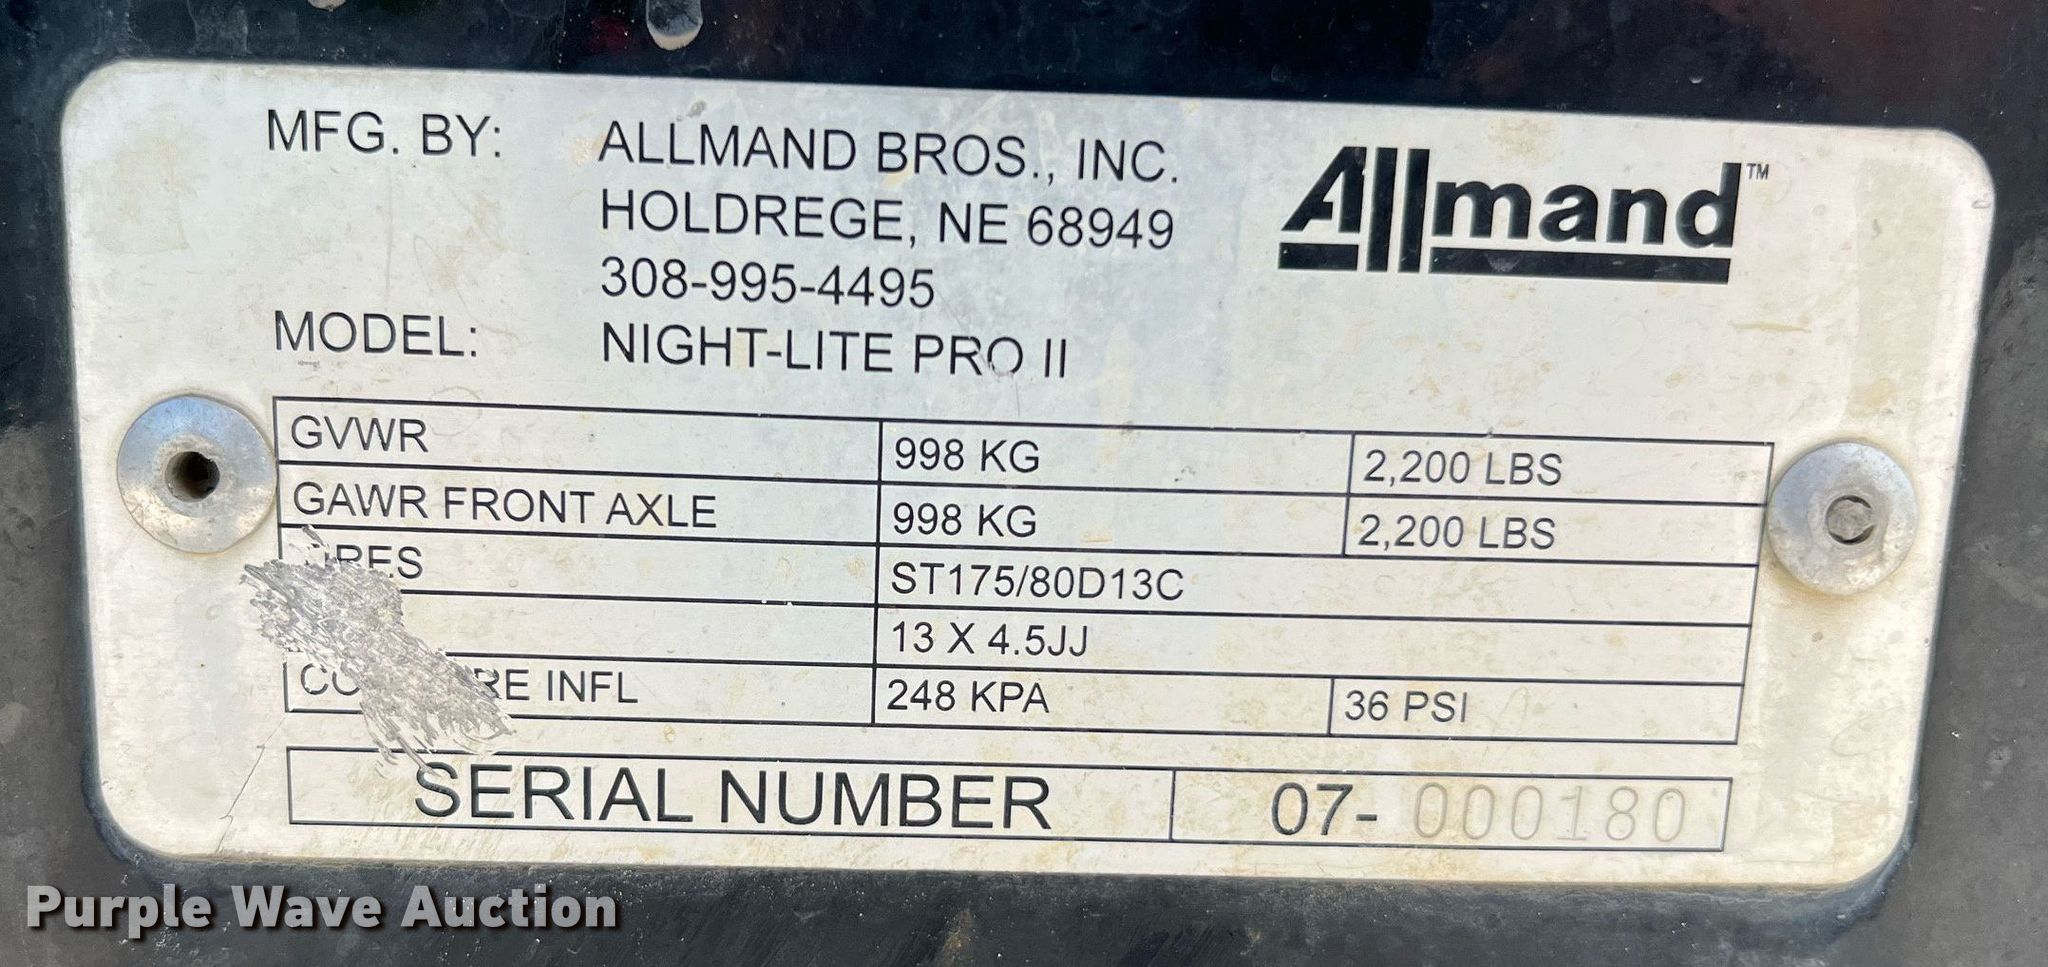 MFG. BY: ALLMAND BROS., INC.
HOLDREGE, NE 68949
308-995-4495
Allmand™
MODEL: NIGHT-LITE PRO II
GVWR 998 KG 2,200 LBS
GAWR FRONT AXLE 998 KG 2,200 LBS
ST175/80D13C
13 X 4.5JJ
INFL 248 KPA 36 PSI
SERIAL NUMBER 07-000180
Purple Wave Auction